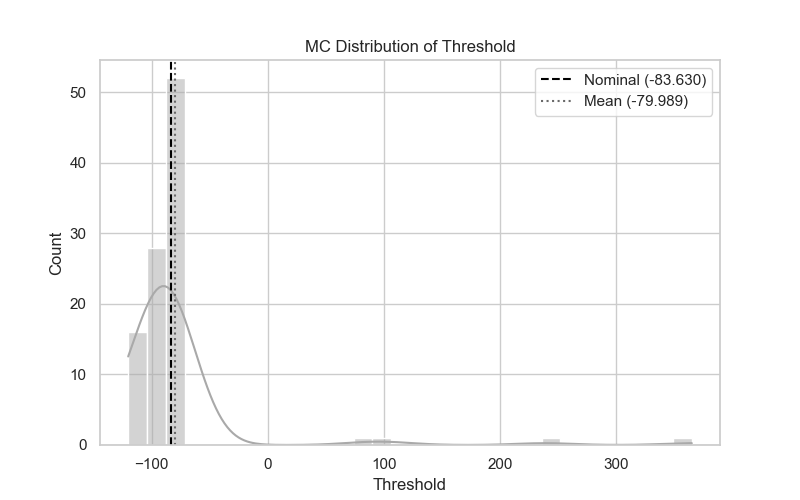 MC Distribution of Threshold
Nominal (-83.630)
Mean (-79.989)
Count
50
40
30
20
10
0
−100
0
100
200
300
Threshold